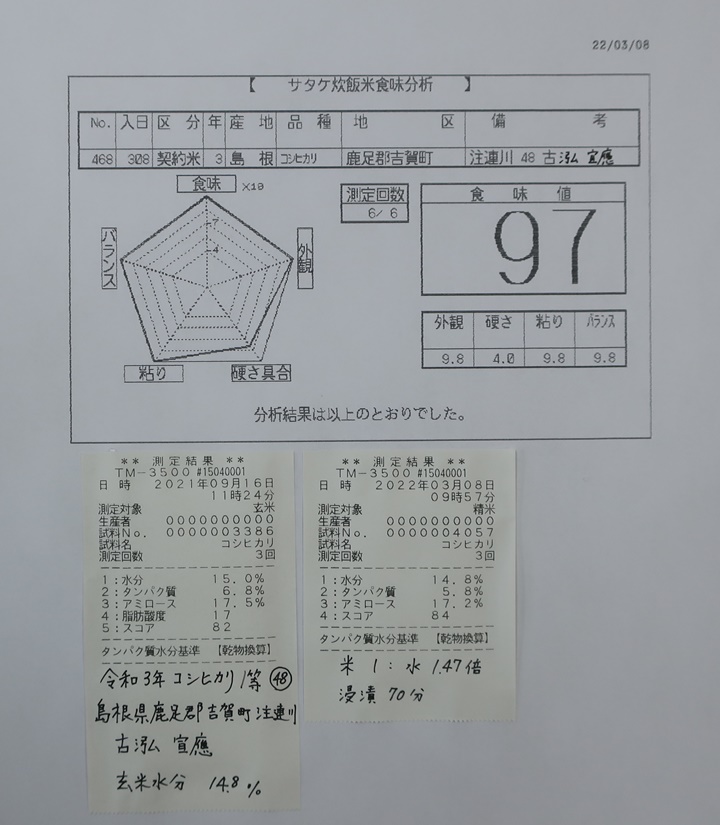 22/03/08
【 サタケ炊飯米食味分析 】
No. 入日 区 分 年 産 地 品 種 地 区 備 考
468 308 契約米 3 島 根 コシヒカリ 鹿足郡吉賀町 注連川 48 古泓 宣應
食味 ×10
測定回数
6/ 6
食 味 値
97
7
4
バランス
外観
粘り
硬さ具合
外観 硬さ 粘り バランス
9.8 4.0 9.8 9.8
分析結果は以上のとおりでした。
** 測定結果 **
TM-3500 #15040001
日 時 2021年09月16日
11時24分
測定対象 玄米
生産者 0000000000
試料No. 0000003386
試料名 コシヒカリ
測定回数 3回
1:水分 15.0%
2:タンパク質 6.8%
3:アミロース 17.5%
4:脂肪酸度 17
5:スコア 82
タンパク質水分基準 【乾物換算】
令和3年 コシヒカリ 1等 ㊽
島根県鹿足郡吉賀町注連川
古泓 宣應
玄米水分 14.8%
** 測定結果 **
TM-3500 #15040001
日 時 2022年03月08日
09時57分
測定対象 精米
生産者 0000000000
試料No. 0000004057
試料名 コシヒカリ
測定回数 3回
1:水分 14.8%
2:タンパク質 5.8%
3:アミロース 17.2%
4:スコア 84
タンパク質水分基準 【乾物換算】
米 1 : 水 1.47倍
浸漬 70分